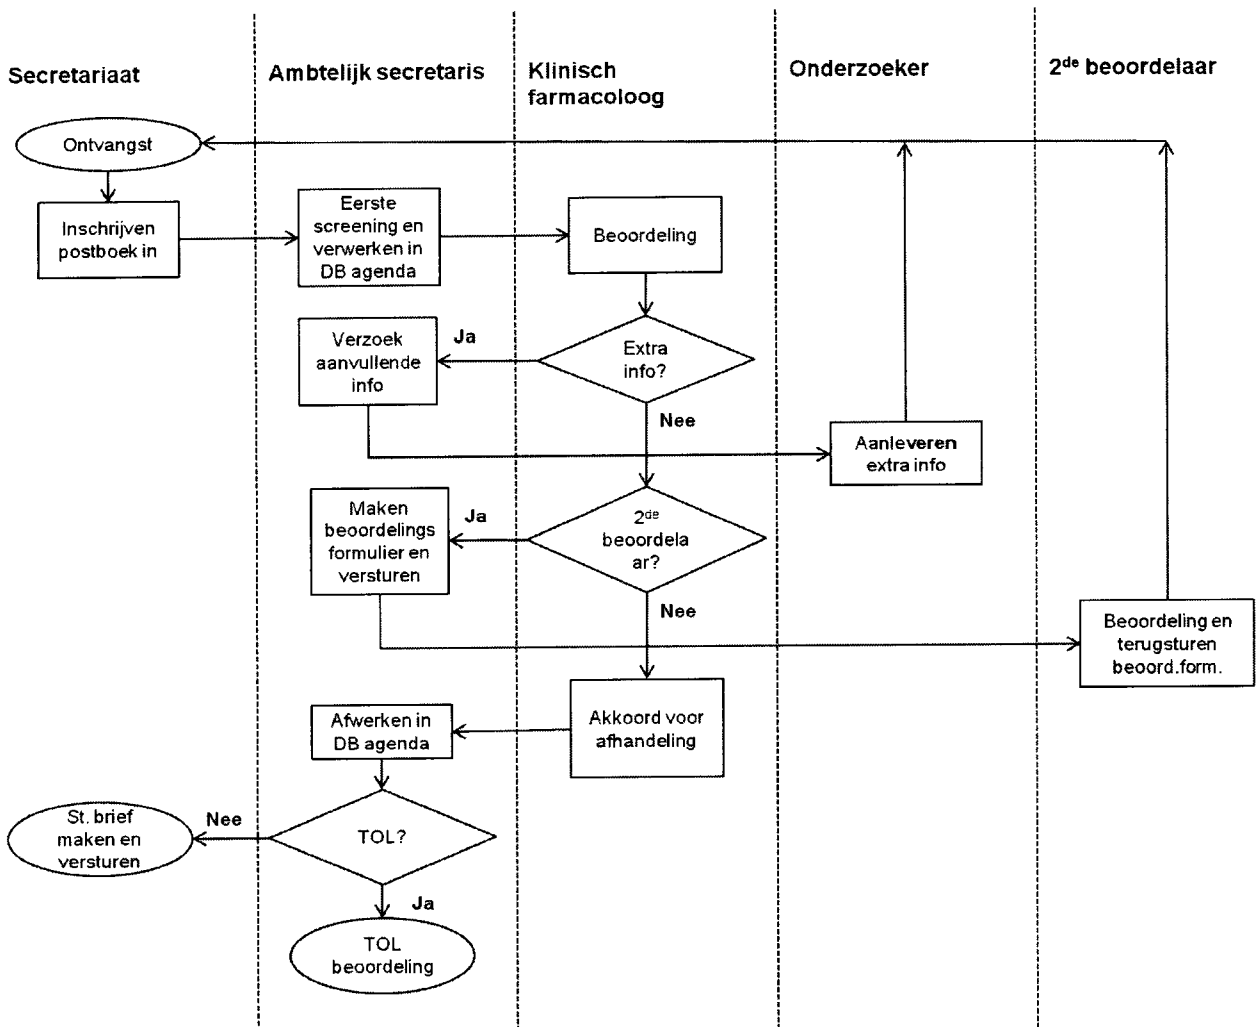 Secretariaat
Ambtelijk secretaris
Klinisch
farmacoloog
Onderzoeker
2de beoordelaar
Ontvangst
Inschrijven
postboek in
Eerste
screening en
verwerken in
DB agenda
Beoordeling
Verzoek
aanvullende
info
Ja
Extra
info?
Nee
Aanleveren
extra info
Maken
beoordelings
formulier en
versturen
Ja
2de
beoordela
ar?
Nee
Beoordeling en
terugsturen
beoord.form.
Afwerken in
DB agenda
Akkoord voor
afhandeling
St. brief
maken en
versturen
Nee
TOL?
Ja
TOL
beoordeling